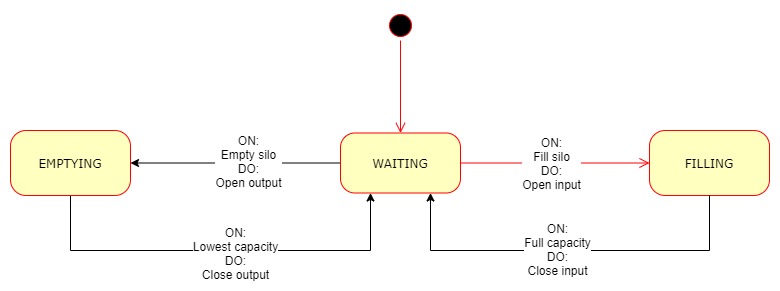 ON:
Empty silo
DO:
Open output
ON:
Fill silo
DO:
Open input
EMPTYING
WAITING
FILLING
ON:
Lowest capacity
DO:
Close output
ON:
Full capacity
DO:
Close input